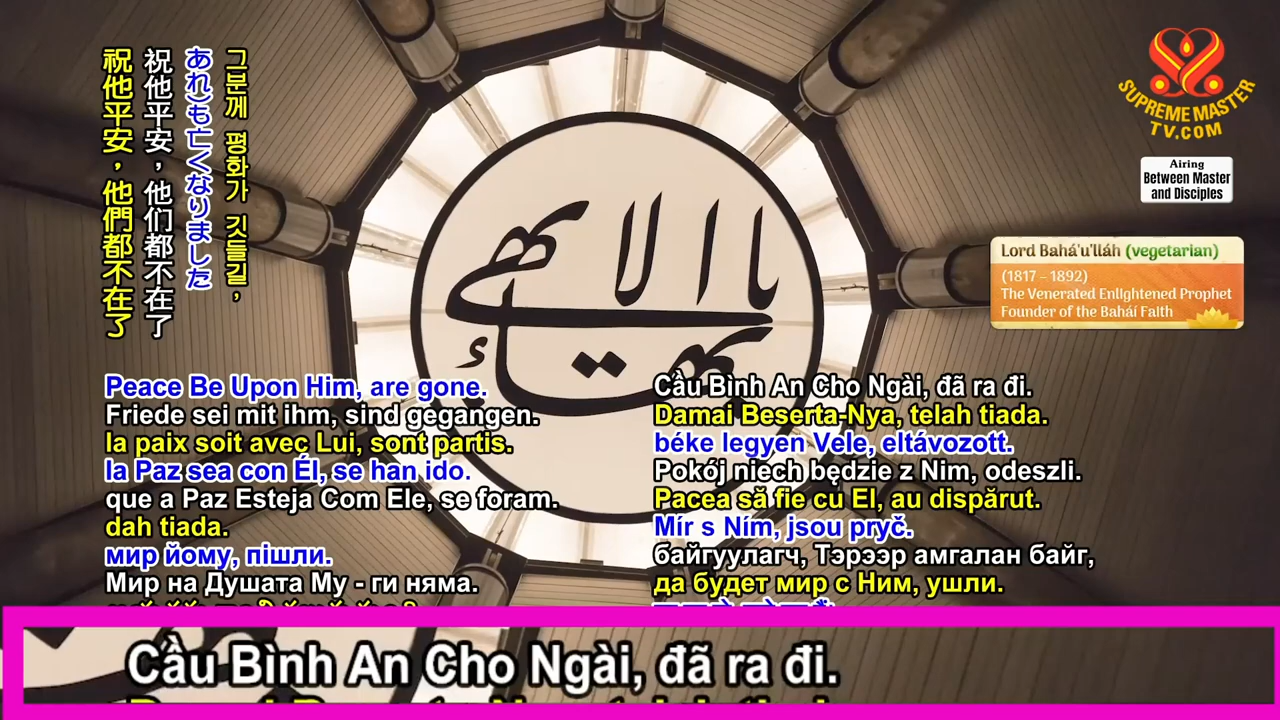 그분께 평화가 깃들길,
あれ)も亡くなりました
祝他平安，他们都不在了
祝他平安，他們都不在了
SUPREME MASTER
TV.COM
Airing
Between Master
and Disciples
Lord Bahá'u'lláh (vegetarian)
(1817 – 1892)
The Venerated Enlightened Prophet
Founder of the Baháí Faith
يا بهاء الابهى
Peace Be Upon Him, are gone.
Friede sei mit ihm, sind gegangen.
la paix soit avec Lui, sont partis.
la Paz sea con Él, se han ido.
que a Paz Esteja Com Ele, se foram.
dah tiada.
мир йому, пішли.
Мир на Душата Му - ги няма.
Cầu Bình An Cho Ngài, đã ra đi.
Damai Beserta-Nya, telah tiada.
béke legyen Vele, eltávozott.
Pokój niech będzie z Nim, odeszli.
Pacea să fie cu El, au dispărut.
Mír s Ním, jsou pryč.
байгуулагч, Тэрээр амгалан байг,
да будет мир с Ним, ушли.
Cầu Bình An Cho Ngài, đã ra đi.